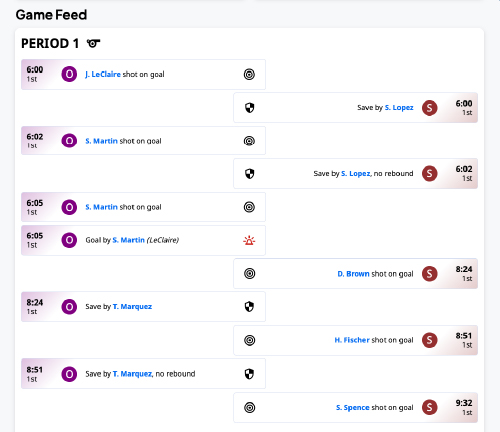 Game Feed
PERIOD 1
6:00
1st
O
J. LeClaire shot on goal
Save by S. Lopez
S
6:00
1st
6:02
1st
O
S. Martin shot on goal
Save by S. Lopez, no rebound
S
6:02
1st
6:05
1st
O
S. Martin shot on goal
6:05
1st
O
Goal by S. Martin (LeClaire)
D. Brown shot on goal
S
8:24
1st
8:24
1st
O
Save by T. Marquez
H. Fischer shot on goal
S
8:51
1st
8:51
1st
O
Save by T. Marquez, no rebound
S. Spence shot on goal
S
9:32
1st